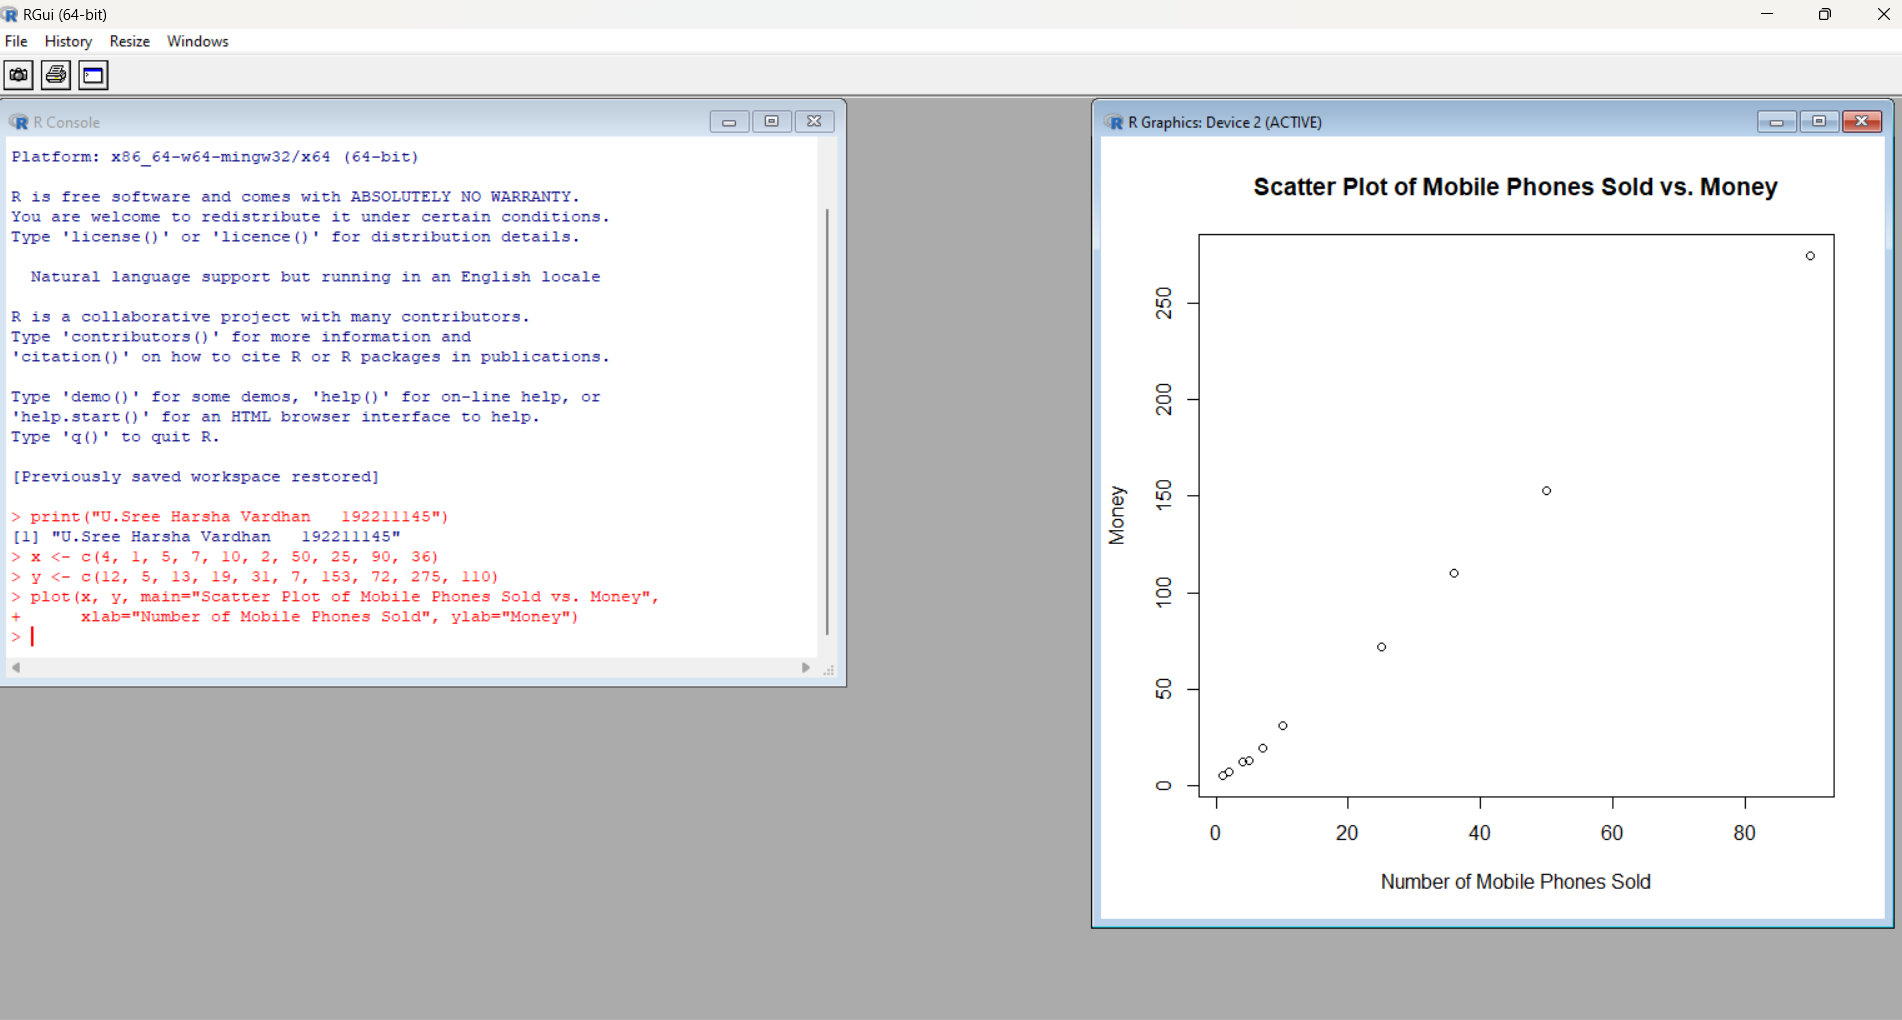 RGui (64-bit)
File History Resize Windows
R Console
Platform: x86_64-w64-mingw32/x64 (64-bit)
R is free software and comes with ABSOLUTELY NO WARRANTY.
You are welcome to redistribute it under certain conditions.
Type 'license()' or 'licence()' for distribution details.
  Natural language support but running in an English locale
R is a collaborative project with many contributors.
Type 'contributors()' for more information and
'citation()' on how to cite R or R packages in publications.
Type 'demo()' for some demos, 'help()' for on-line help, or
'help.start()' for an HTML browser interface to help.
Type 'q()' to quit R.
[Previously saved workspace restored]
> print("U.Sree Harsha Vardhan   192211145")
[1] "U.Sree Harsha Vardhan   192211145"
> x <- c(4, 1, 5, 7, 10, 2, 50, 25, 90, 36)
> y <- c(12, 5, 13, 19, 31, 7, 153, 72, 275, 110)
> plot(x, y, main="Scatter Plot of Mobile Phones Sold vs. Money",
+      xlab="Number of Mobile Phones Sold", ylab="Money")
>
R Graphics: Device 2 (ACTIVE)
Scatter Plot of Mobile Phones Sold vs. Money
Money
250
200
150
100
50
0
0 20 40 60 80
Number of Mobile Phones Sold